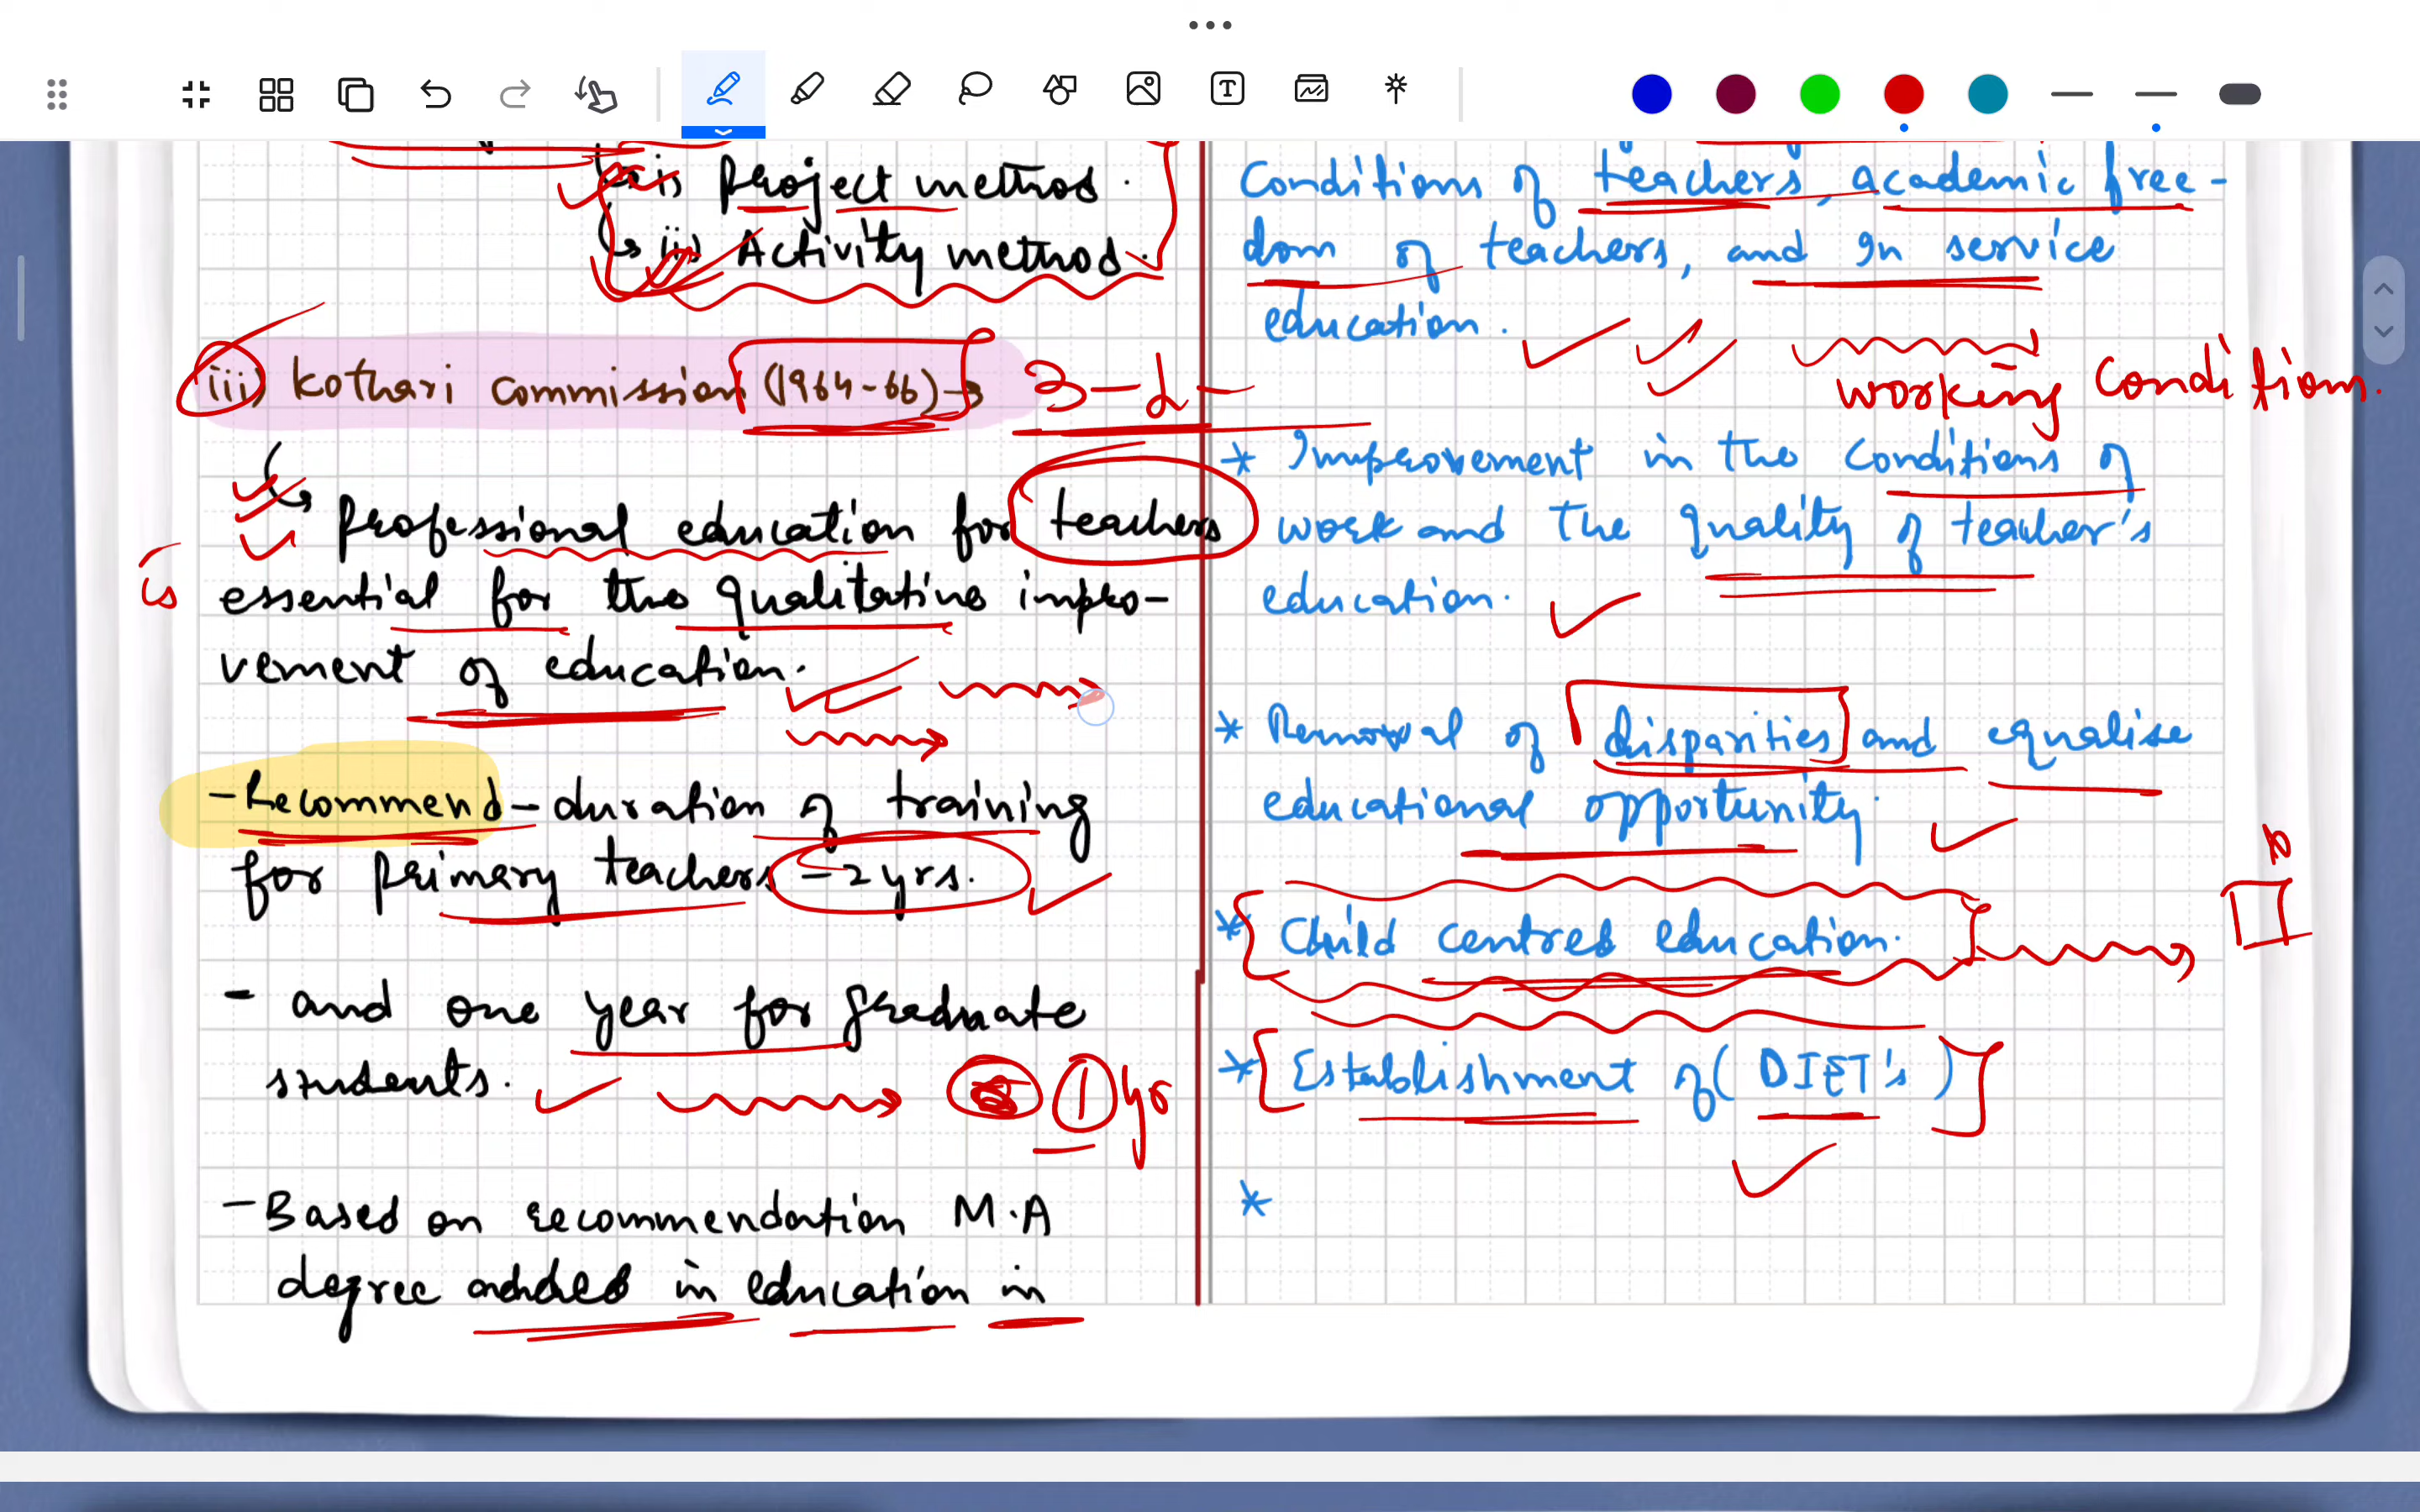 i) Project method.
ii) Activity method.
iii) Kothari Commission (1964-66)→ 3-d-
Professional education for teachers
is
essential for the qualitative impro-
vement of education.
- Recommend - duration of training
for primary teachers - 2 yrs.
- and one year for graduate
students. 1 yr
- Based on recommendation M.A
degree added in education in
Conditions of teachers, academic free-
dom of teachers, and In service
education.
working Condition.
* Improvement in the conditions of
work and the quality of teacher's
education.
* Removal of disparities and equalise
educational opportunity.
* Child centred education.
* Establishment of (DIET's)
*